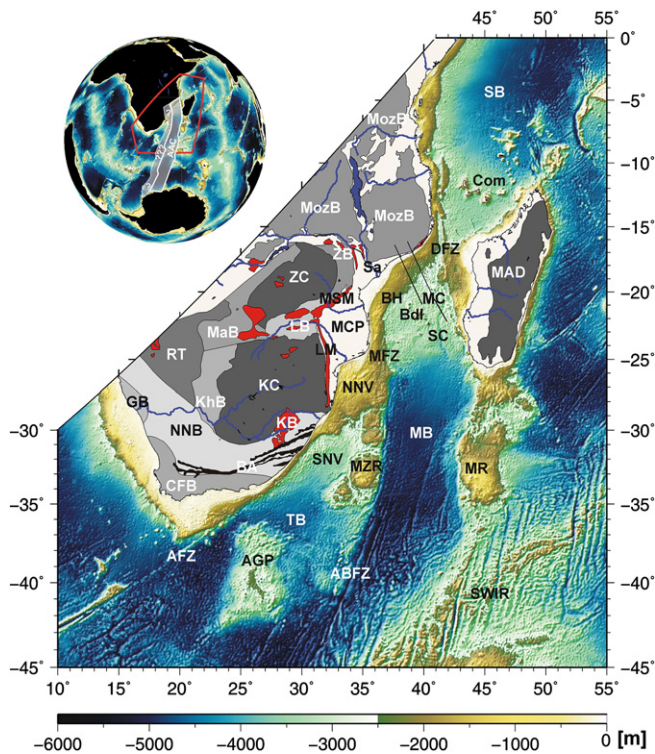 45° 50° 55°
0°
SB
−5°
MozB
Com
−10°
MozB
MozB
−15°
DFZ
ZB
Sa
MAD
ZC
MSM
BH
MC
−20°
Bdf
MaB
LB
MCP
SC
RT
LM
MFZ
−25°
KC
NNV
GB
KhB
−30°
NNB
KB
MB
−30°
SNV
BA
MZR
MR
CFB
−35°
−35°
TB
AFZ
AGP
ABFZ
−40°
−40°
SWIR
−45°
−45°
10° 15° 20° 25° 30° 35° 40° 45° 50° 55°
−6000 −5000 −4000 −3000 −2000 −1000 0 [m]